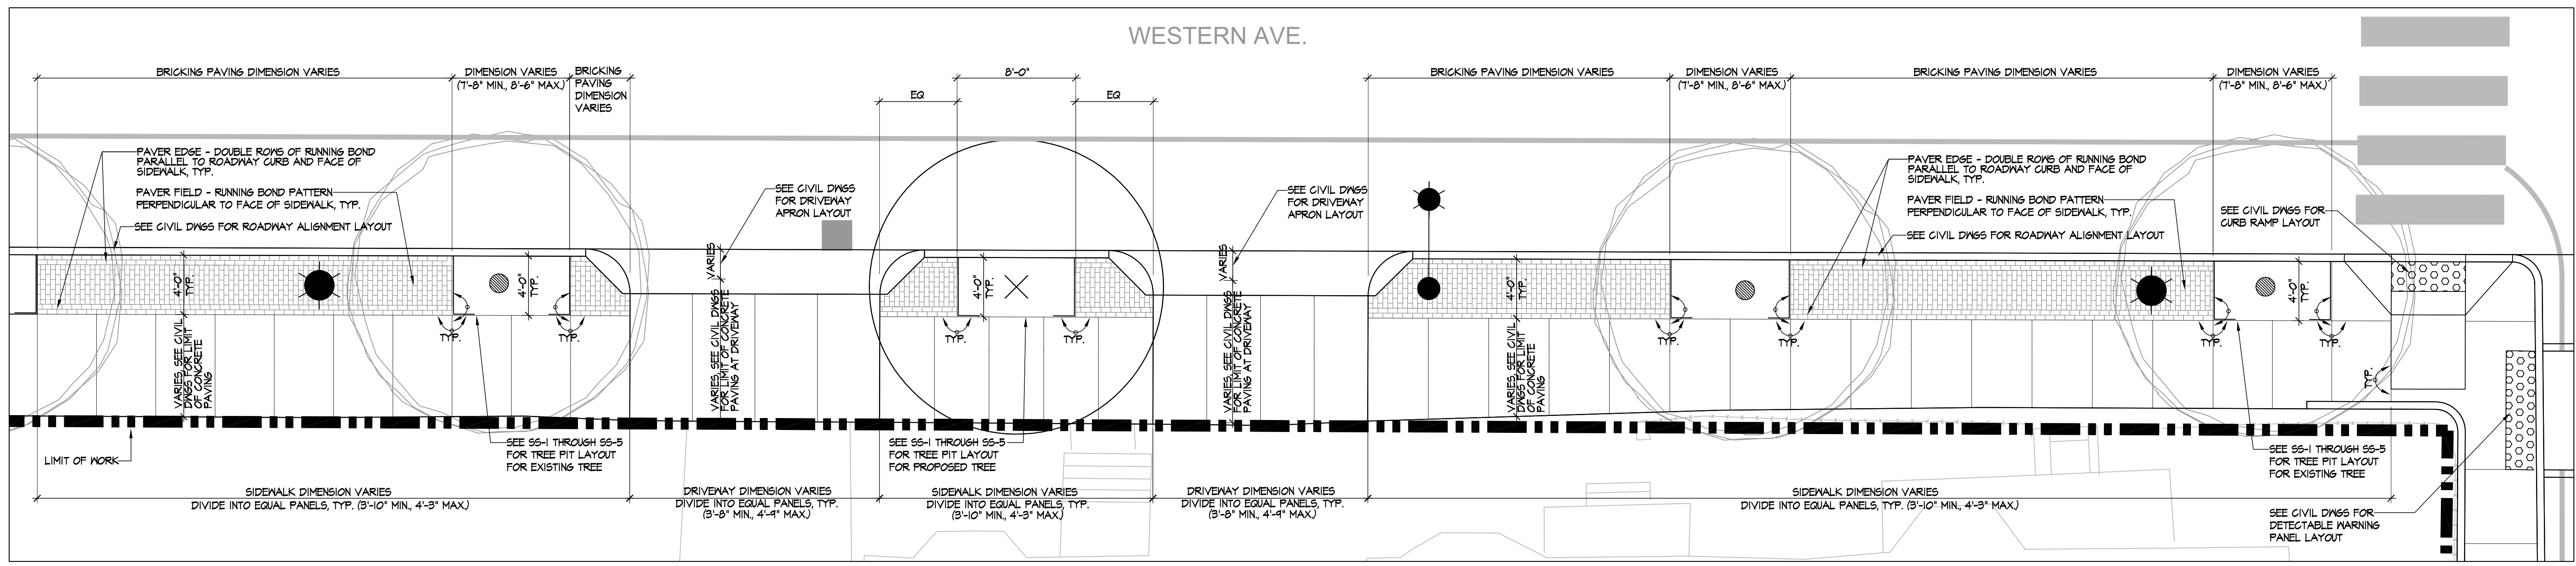 WESTERN AVE.
BRICKING PAVING DIMENSION VARIES
DIMENSION VARIES
(7'-8" MIN., 8'-6" MAX.)
BRICKING
PAVING
DIMENSION
VARIES
8'-0"
EQ
EQ
BRICKING PAVING DIMENSION VARIES
DIMENSION VARIES
(7'-8" MIN., 8'-6" MAX.)
BRICKING PAVING DIMENSION VARIES
DIMENSION VARIES
(7'-8" MIN., 8'-6" MAX.)
PAVER EDGE - DOUBLE ROWS OF RUNNING BOND
PARALLEL TO ROADWAY CURB AND FACE OF
SIDEWALK, TYP.
PAVER FIELD - RUNNING BOND PATTERN
PERPENDICULAR TO FACE OF SIDEWALK, TYP.
SEE CIVIL DWGS FOR ROADWAY ALIGNMENT LAYOUT
SEE CIVIL DWGS
FOR DRIVEWAY
APRON LAYOUT
SEE CIVIL DWGS
FOR DRIVEWAY
APRON LAYOUT
PAVER EDGE - DOUBLE ROWS OF RUNNING BOND
PARALLEL TO ROADWAY CURB AND FACE OF
SIDEWALK, TYP.
PAVER FIELD - RUNNING BOND PATTERN
PERPENDICULAR TO FACE OF SIDEWALK, TYP.
SEE CIVIL DWGS FOR ROADWAY ALIGNMENT LAYOUT
SEE CIVIL DWGS FOR
CURB RAMP LAYOUT
4'-0"
TYP.
4'-0"
TYP.
VARIES
4'-0"
TYP.
VARIES
4'-0"
TYP.
4'-0"
TYP.
4'-0"
TYP.
TYP.
TYP.
TYP.
TYP.
TYP.
TYP.
TYP.
TYP.
TYP.
VARIES, SEE CIVIL
DWGS FOR LIMIT
OF CONCRETE
PAVING
VARIES, SEE CIVIL DWGS
FOR LIMIT OF CONCRETE
PAVING AT DRIVEWAY
VARIES, SEE CIVIL DWGS
FOR LIMIT OF CONCRETE
PAVING AT DRIVEWAY
VARIES, SEE CIVIL
DWGS FOR LIMIT
OF CONCRETE
PAVING
LIMIT OF WORK
SEE SS-1 THROUGH SS-5
FOR TREE PIT LAYOUT
FOR EXISTING TREE
SEE SS-1 THROUGH SS-5
FOR TREE PIT LAYOUT
FOR PROPOSED TREE
SEE SS-1 THROUGH SS-5
FOR TREE PIT LAYOUT
FOR EXISTING TREE
SIDEWALK DIMENSION VARIES
DIVIDE INTO EQUAL PANELS, TYP. (3'-10" MIN., 4'-3" MAX.)
DRIVEWAY DIMENSION VARIES
DIVIDE INTO EQUAL PANELS, TYP.
(3'-8" MIN., 4'-9" MAX.)
SIDEWALK DIMENSION VARIES
DIVIDE INTO EQUAL PANELS, TYP.
(3'-10" MIN., 4'-3" MAX.)
DRIVEWAY DIMENSION VARIES
DIVIDE INTO EQUAL PANELS, TYP.
(3'-8" MIN., 4'-9" MAX.)
SIDEWALK DIMENSION VARIES
DIVIDE INTO EQUAL PANELS, TYP. (3'-10" MIN., 4'-3" MAX.)
SEE CIVIL DWGS FOR
DETECTABLE WARNING
PANEL LAYOUT